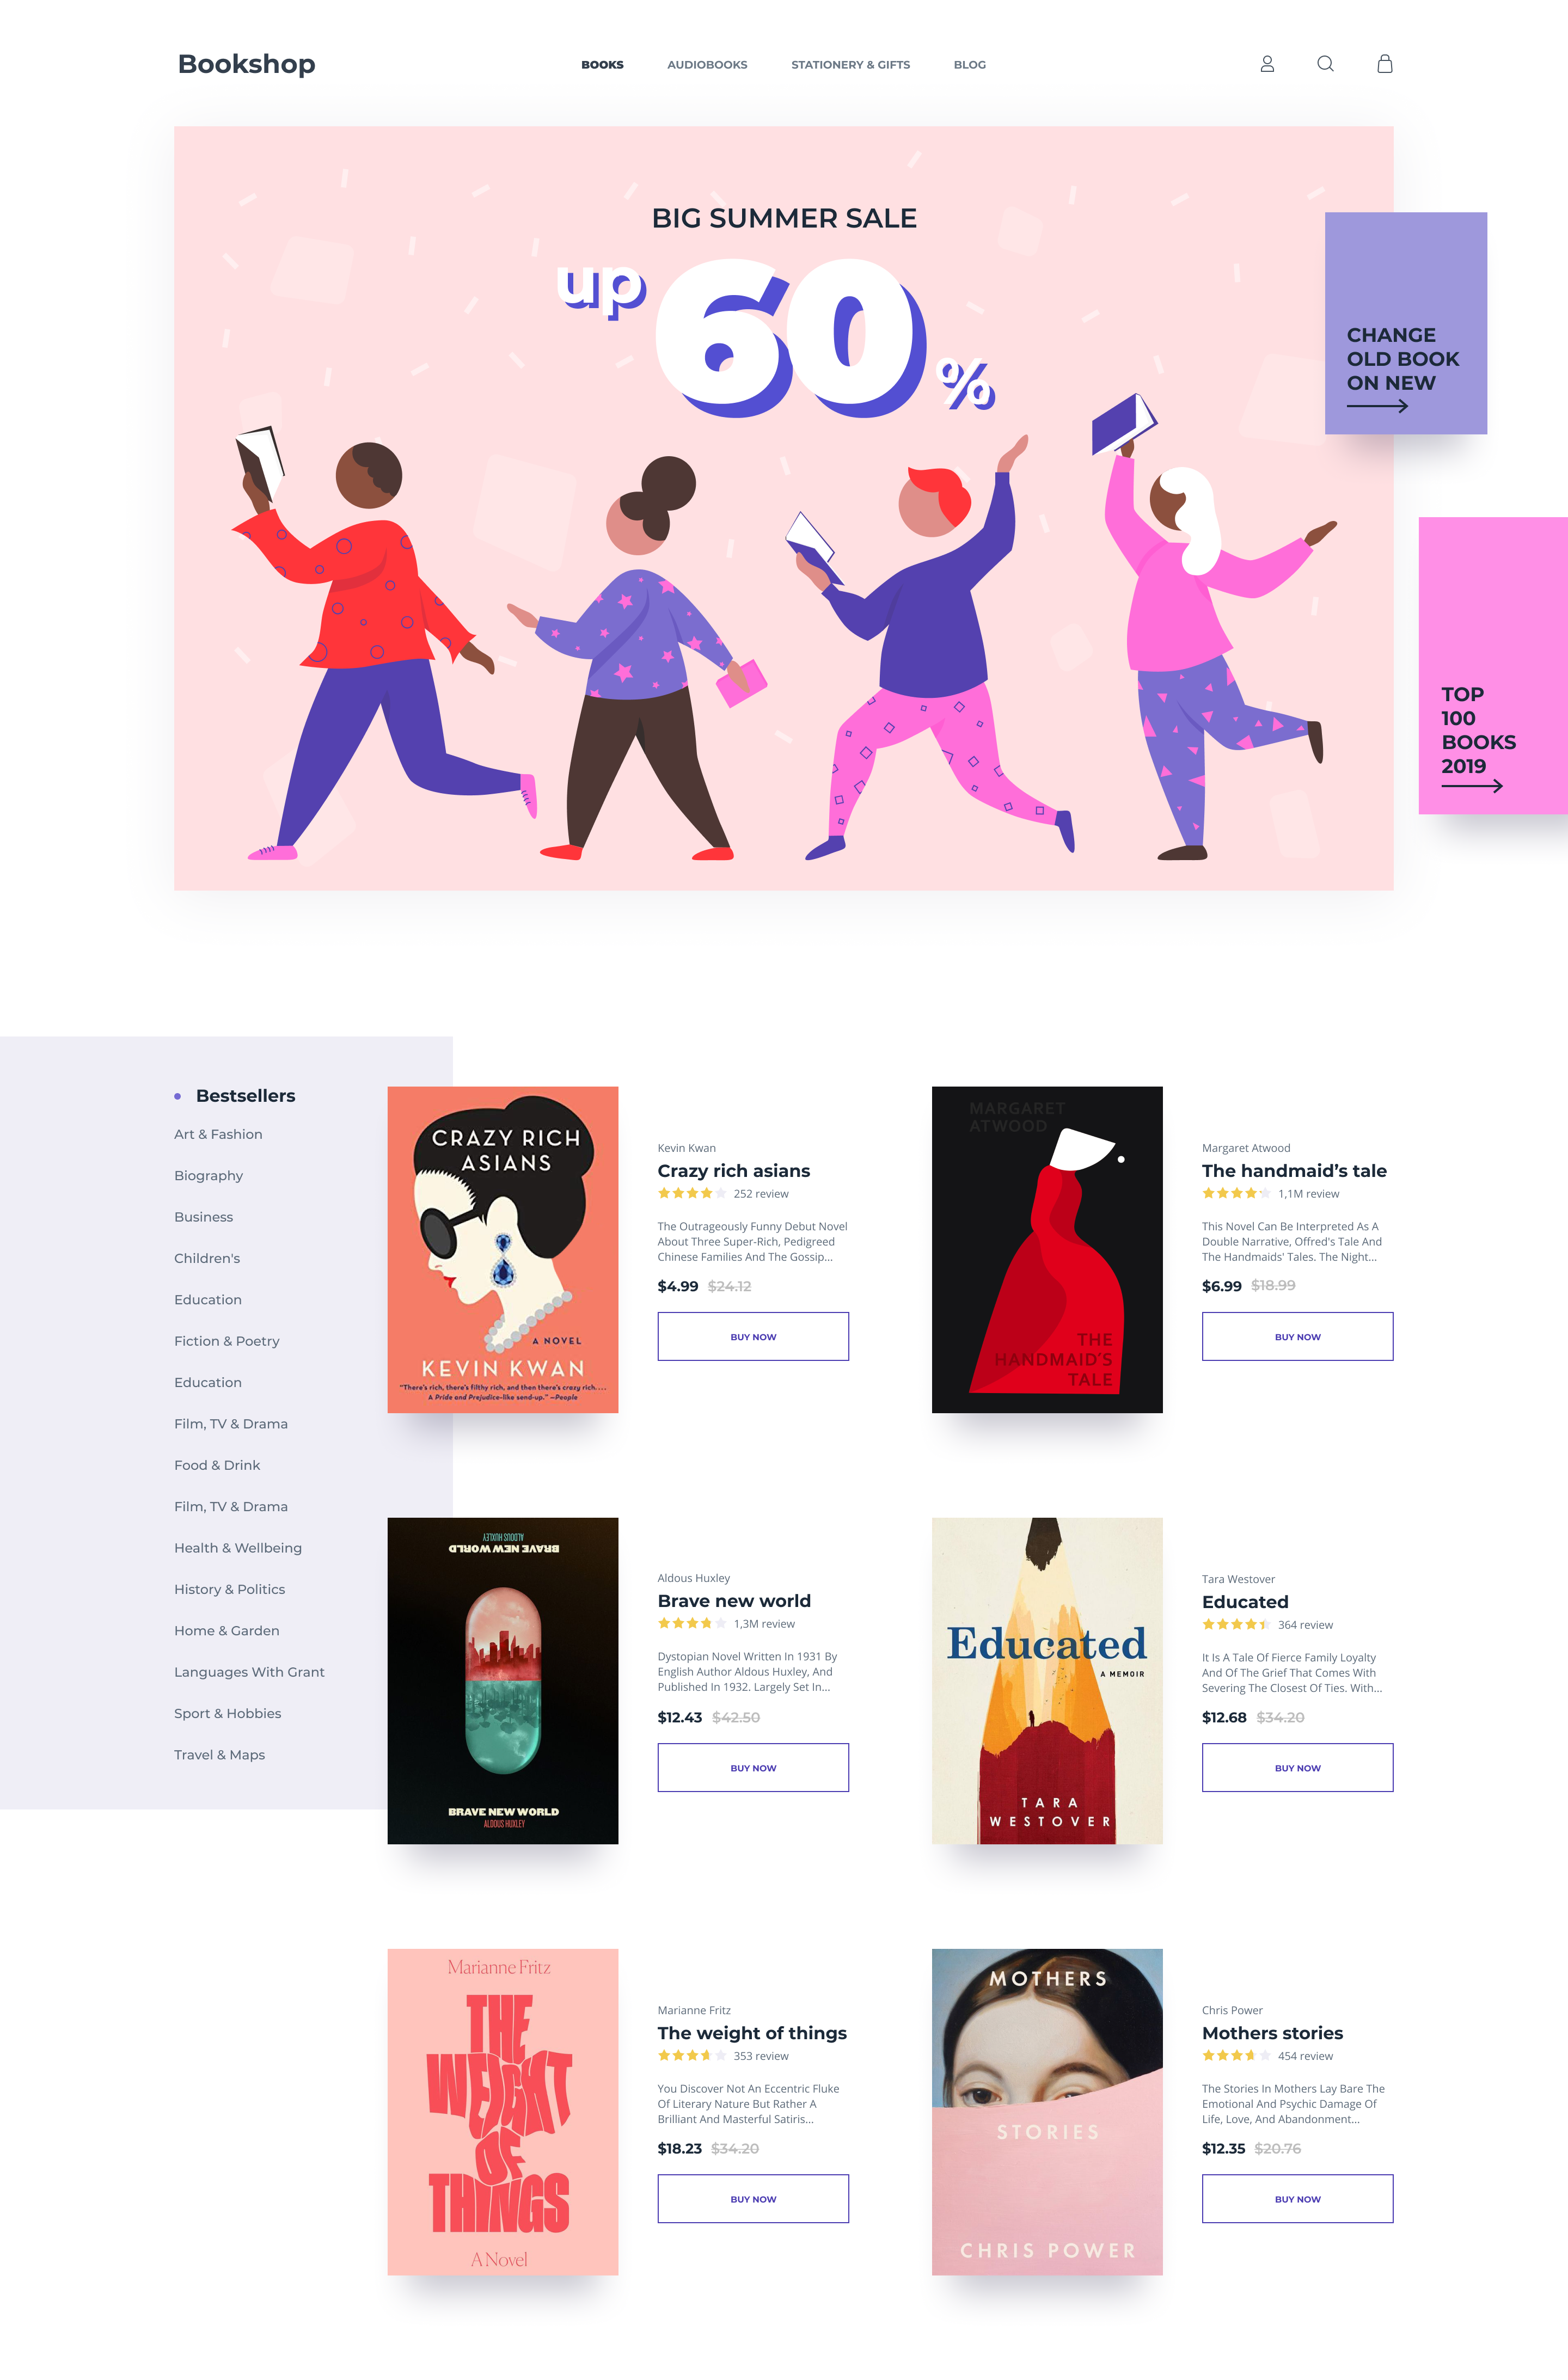 Bookshop
BOOKS
AUDIOBOOKS
STATIONERY & GIFTS
BLOG
BIG SUMMER SALE
up 60 %
CHANGE
OLD BOOK
ON NEW
TOP
100
BOOKS
2019
Bestsellers
Art & Fashion
Biography
Business
Children's
Education
Fiction & Poetry
Education
Film, TV & Drama
Food & Drink
Film, TV & Drama
Health & Wellbeing
History & Politics
Home & Garden
Languages With Grant
Sport & Hobbies
Travel & Maps
CRAZY RICH
ASIANS
A NOVEL
KEVIN KWAN
"There's rich, there's filthy rich, and then there's crazy rich....
A Pride and Prejudice-like send-up." —People
Kevin Kwan
Crazy rich asians
252 review
The Outrageously Funny Debut Novel
About Three Super-Rich, Pedigreed
Chinese Families And The Gossip...
$4.99 $24.12
BUY NOW
MARGARET
ATWOOD
THE
HANDMAID'S
TALE
Margaret Atwood
The handmaid’s tale
1,1M review
This Novel Can Be Interpreted As A
Double Narrative, Offred's Tale And
The Handmaids' Tales. The Night...
$6.99 $18.99
BUY NOW
ALDOUS HUXLEY
BRAVE NEW WORLD
BRAVE NEW WORLD
ALDOUS HUXLEY
Aldous Huxley
Brave new world
1,3M review
Dystopian Novel Written In 1931 By
English Author Aldous Huxley, And
Published In 1932. Largely Set In...
$12.43 $42.50
BUY NOW
Educated
A MEMOIR
TARA
WESTOVER
Tara Westover
Educated
364 review
It Is A Tale Of Fierce Family Loyalty
And Of The Grief That Comes With
Severing The Closest Of Ties. With...
$12.68 $34.20
BUY NOW
Marianne Fritz
THE
WEIGHT
OF
THINGS
A Novel
Marianne Fritz
The weight of things
353 review
You Discover Not An Eccentric Fluke
Of Literary Nature But Rather A
Brilliant And Masterful Satiris...
$18.23 $34.20
BUY NOW
MOTHERS
STORIES
CHRIS POWER
Chris Power
Mothers stories
454 review
The Stories In Mothers Lay Bare The
Emotional And Psychic Damage Of
Life, Love, And Abandonment...
$12.35 $20.76
BUY NOW